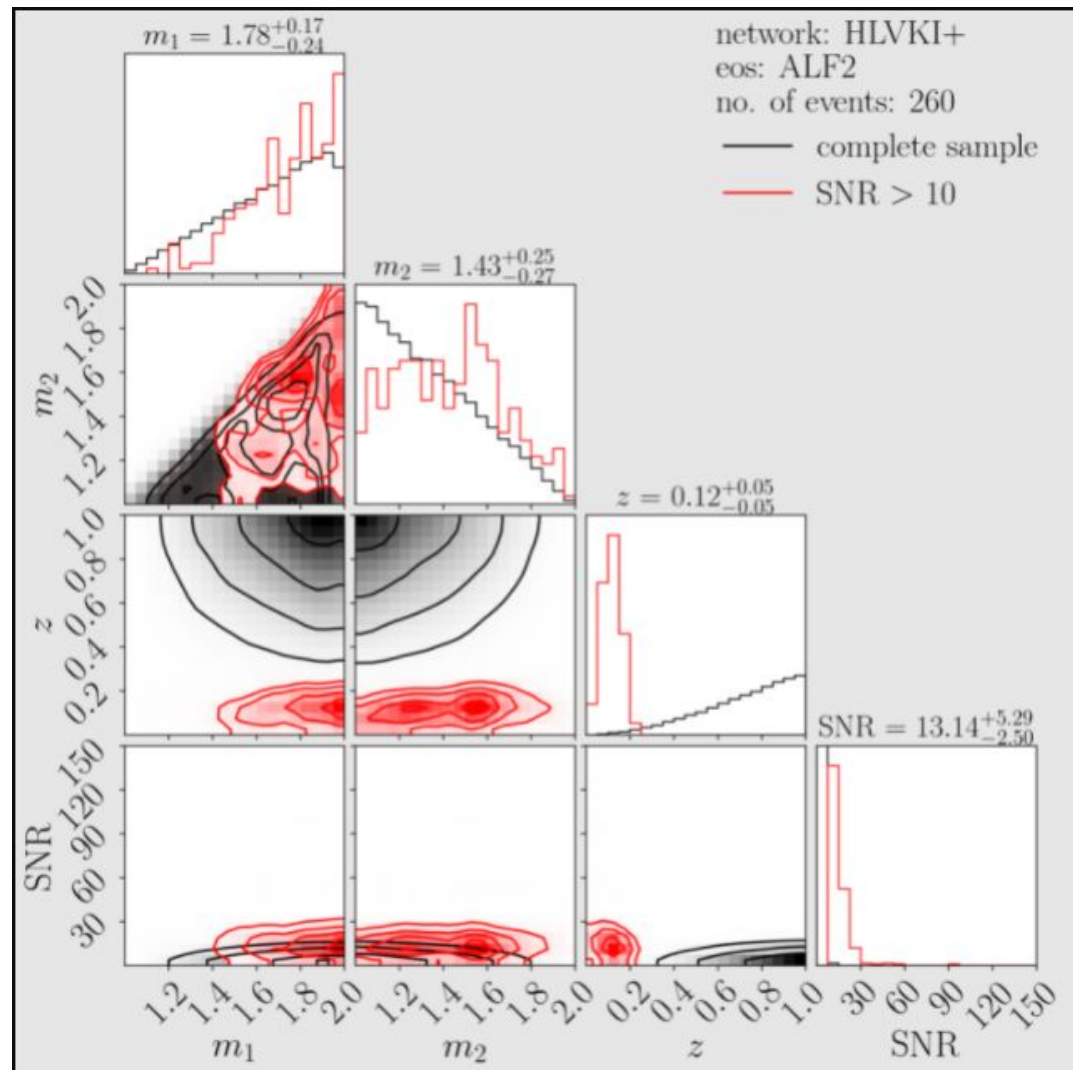 m₁ = 1.78⁺⁰·¹⁷₋₀.₂₄
network: HLVKI+
eos: ALF2
no. of events: 260
complete sample
SNR > 10
m₂ = 1.43⁺⁰·²⁵₋₀.₂₇
m₂
2.0
1.8
1.6
1.4
1.2
z = 0.12⁺⁰·⁰⁵₋₀.₀₅
z
1.0
0.8
0.6
0.4
0.2
SNR = 13.14⁺⁵·²⁹₋₂.₅₀
SNR
150
120
90
60
30
1.2 1.4 1.6 1.8 2.0 1.2 1.4 1.6 1.8 2.0 0.2 0.4 0.6 0.8 1.0 30 60 90 120 150
m₁ m₂ z SNR